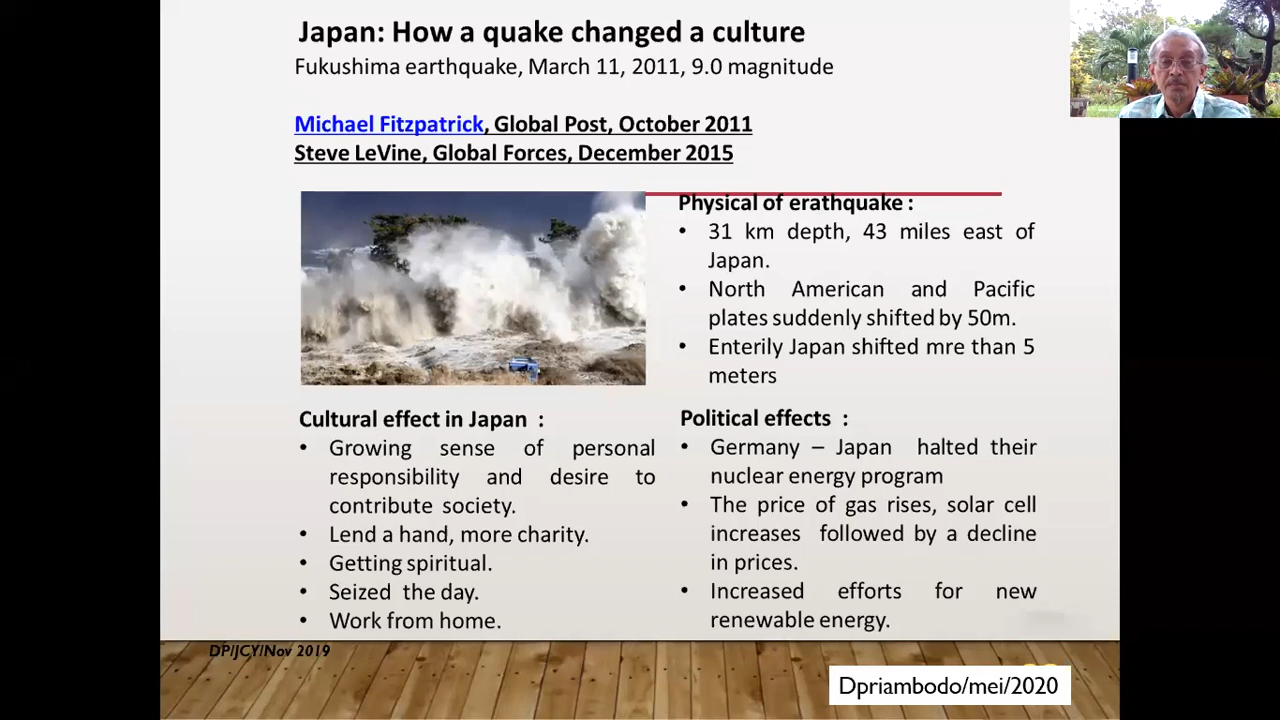 Japan: How a quake changed a culture
Fukushima earthquake, March 11, 2011, 9.0 magnitude
Michael Fitzpatrick, Global Post, October 2011
Steve LeVine, Global Forces, December 2015
Physical of erathquake :
• 31 km depth, 43 miles east of
Japan.
• North American and Pacific
plates suddenly shifted by 50m.
• Enterily Japan shifted mre than 5
meters
Cultural effect in Japan :
• Growing sense of personal
responsibility and desire to
contribute society.
• Lend a hand, more charity.
• Getting spiritual.
• Seized the day.
• Work from home.
Political effects :
• Germany – Japan halted their
nuclear energy program
• The price of gas rises, solar cell
increases followed by a decline
in prices.
• Increased efforts for new
renewable energy.
DP/JCY/Nov 2019
Dpriambodo/mei/2020